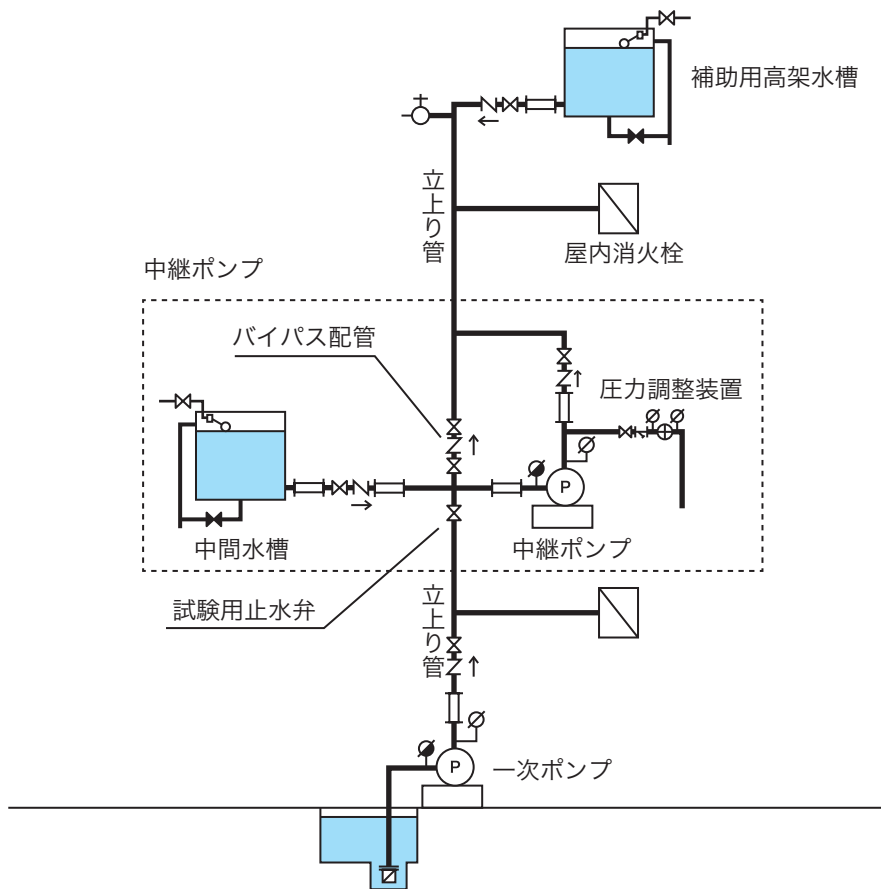 補助用高架水槽
立上り管
屋内消火栓
中継ポンプ
バイパス配管
圧力調整装置
P
中間水槽
中継ポンプ
試験用止水弁
立上り管
P
一次ポンプ